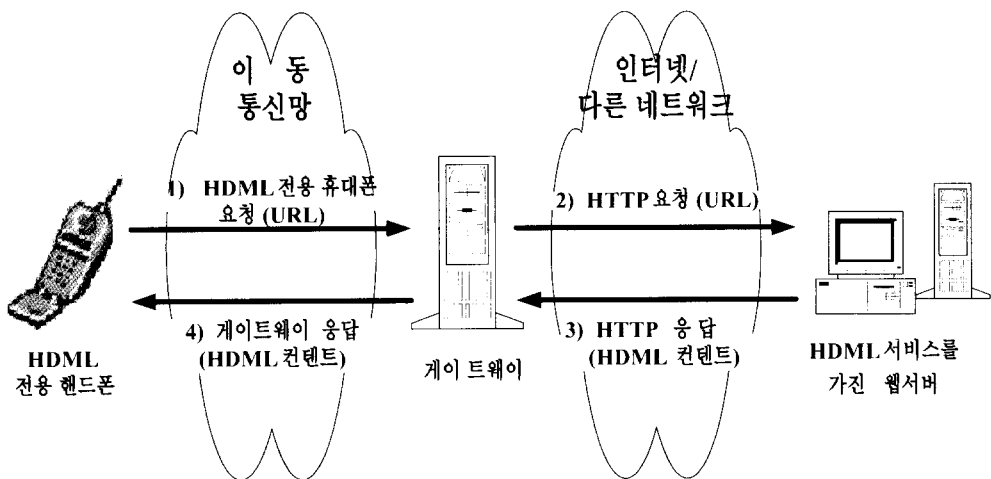 이 동
통신망
인터넷/
다른 네트워크
1) HDML 전용 휴대폰
요청 (URL)
2) HTTP 요청 (URL)
4) 게이트웨이 응답
(HDML 컨텐트)
3) HTTP 응답
(HDML 컨텐트)
HDML
전용 핸드폰
게이 트웨이
HDML 서비스를
가진 웹서버